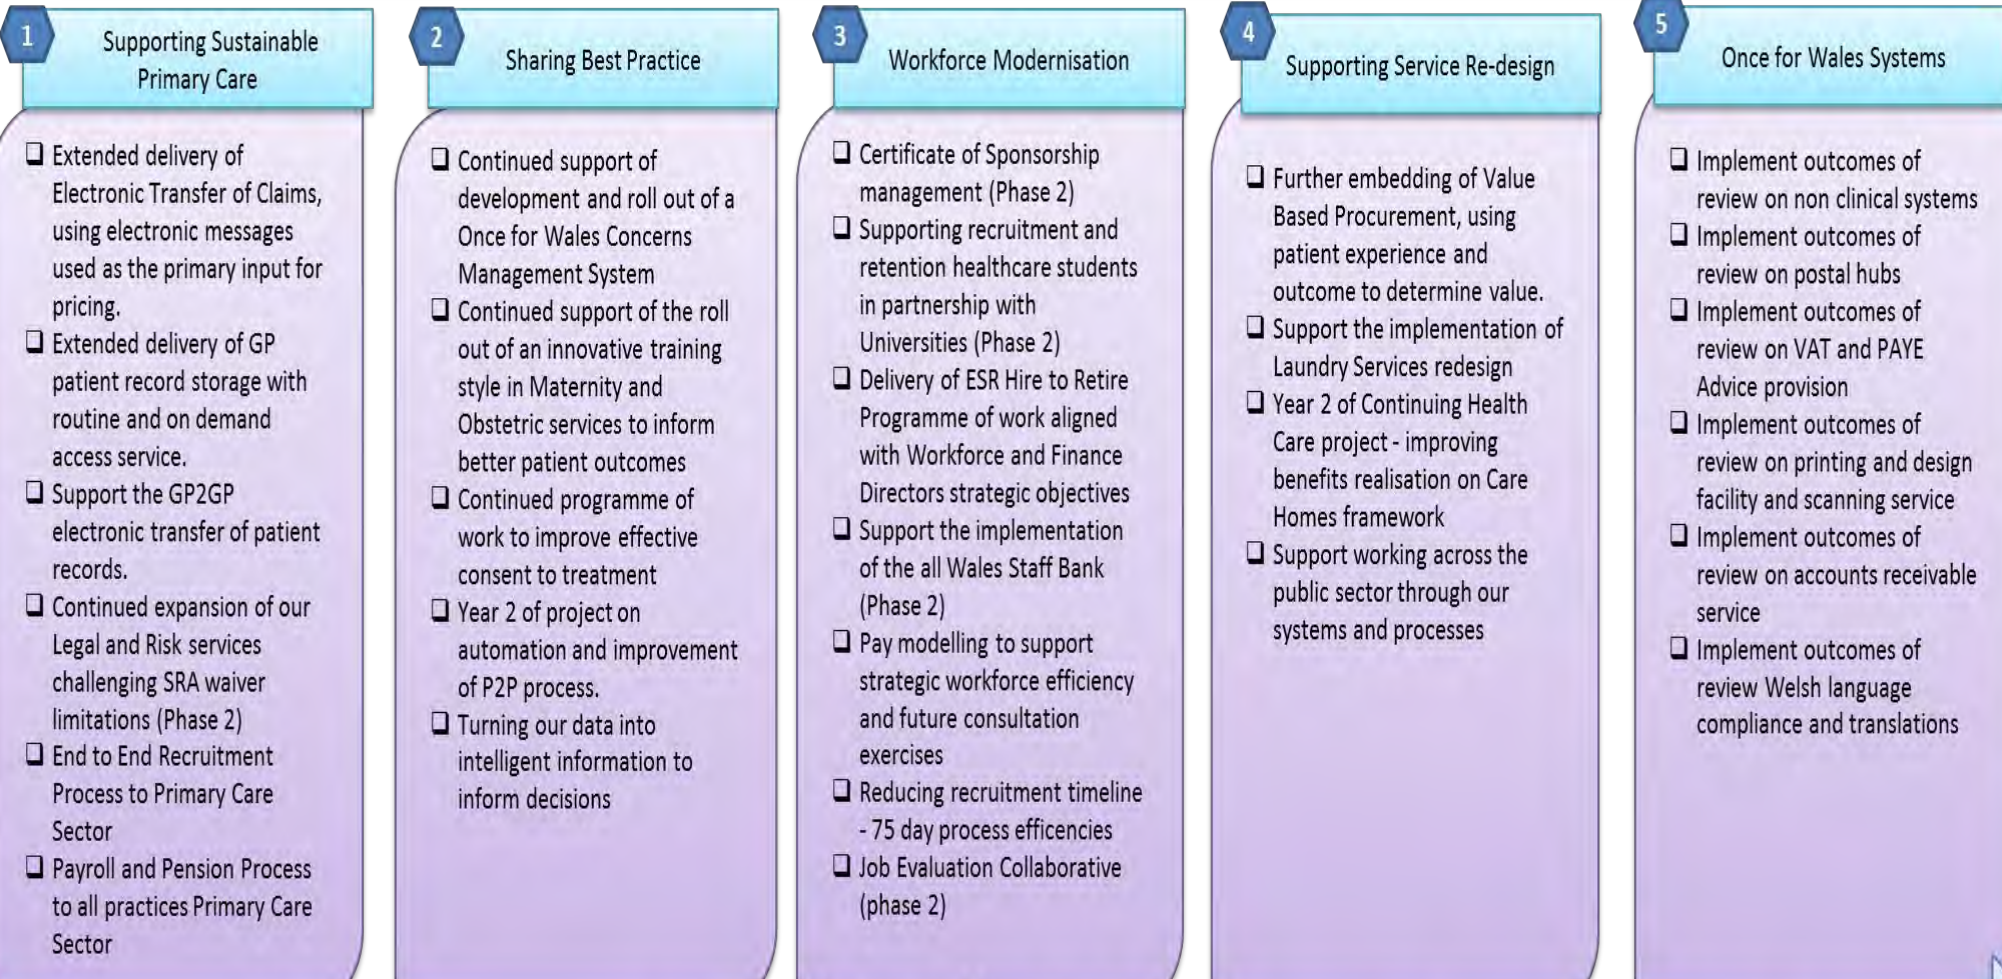 1
Supporting Sustainable
Primary Care
❑ Extended delivery of
Electronic Transfer of Claims,
using electronic messages
used as the primary input for
pricing.
❑ Extended delivery of GP
patient record storage with
routine and on demand
access service.
❑ Support the GP2GP
electronic transfer of patient
records.
❑ Continued expansion of our
Legal and Risk services
challenging SRA waiver
limitations (Phase 2)
❑ End to End Recruitment
Process to Primary Care
Sector
❑ Payroll and Pension Process
to all practices Primary Care
Sector
2
Sharing Best Practice
❑ Continued support of
development and roll out of a
Once for Wales Concerns
Management System
❑ Continued support of the roll
out of an innovative training
style in Maternity and
Obstetric services to inform
better patient outcomes
❑ Continued programme of
work to improve effective
consent to treatment
❑ Year 2 of project on
automation and improvement
of P2P process.
❑ Turning our data into
intelligent information to
inform decisions
3
Workforce Modernisation
❑ Certificate of Sponsorship
management (Phase 2)
❑ Supporting recruitment and
retention healthcare students
in partnership with
Universities (Phase 2)
❑ Delivery of ESR Hire to Retire
Programme of work aligned
with Workforce and Finance
Directors strategic objectives
❑ Support the implementation
of the all Wales Staff Bank
(Phase 2)
❑ Pay modelling to support
strategic workforce efficiency
and future consultation
exercises
❑ Reducing recruitment timeline
- 75 day process efficencies
❑ Job Evaluation Collaborative
(phase 2)
4
Supporting Service Re-design
❑ Further embedding of Value
Based Procurement, using
patient experience and
outcome to determine value.
❑ Support the implementation of
Laundry Services redesign
❑ Year 2 of Continuing Health
Care project - improving
benefits realisation on Care
Homes framework
❑ Support working across the
public sector through our
systems and processes
5
Once for Wales Systems
❑ Implement outcomes of
review on non clinical systems
❑ Implement outcomes of
review on postal hubs
❑ Implement outcomes of
review on VAT and PAYE
Advice provision
❑ Implement outcomes of
review on printing and design
facility and scanning service
❑ Implement outcomes of
review on accounts receivable
service
❑ Implement outcomes of
review Welsh language
compliance and translations